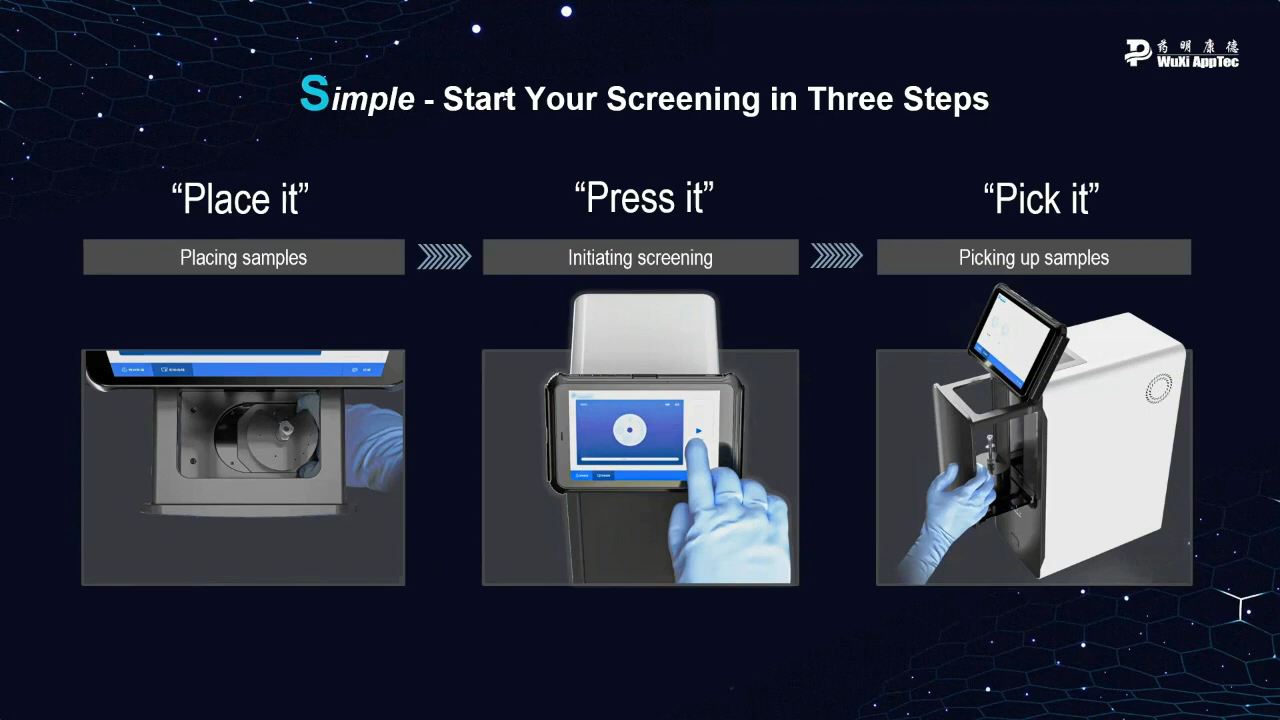 药明康德
WuXi AppTec
Simple - Start Your Screening in Three Steps
“Place it”
“Press it”
“Pick it”
Placing samples
Initiating screening
Picking up samples